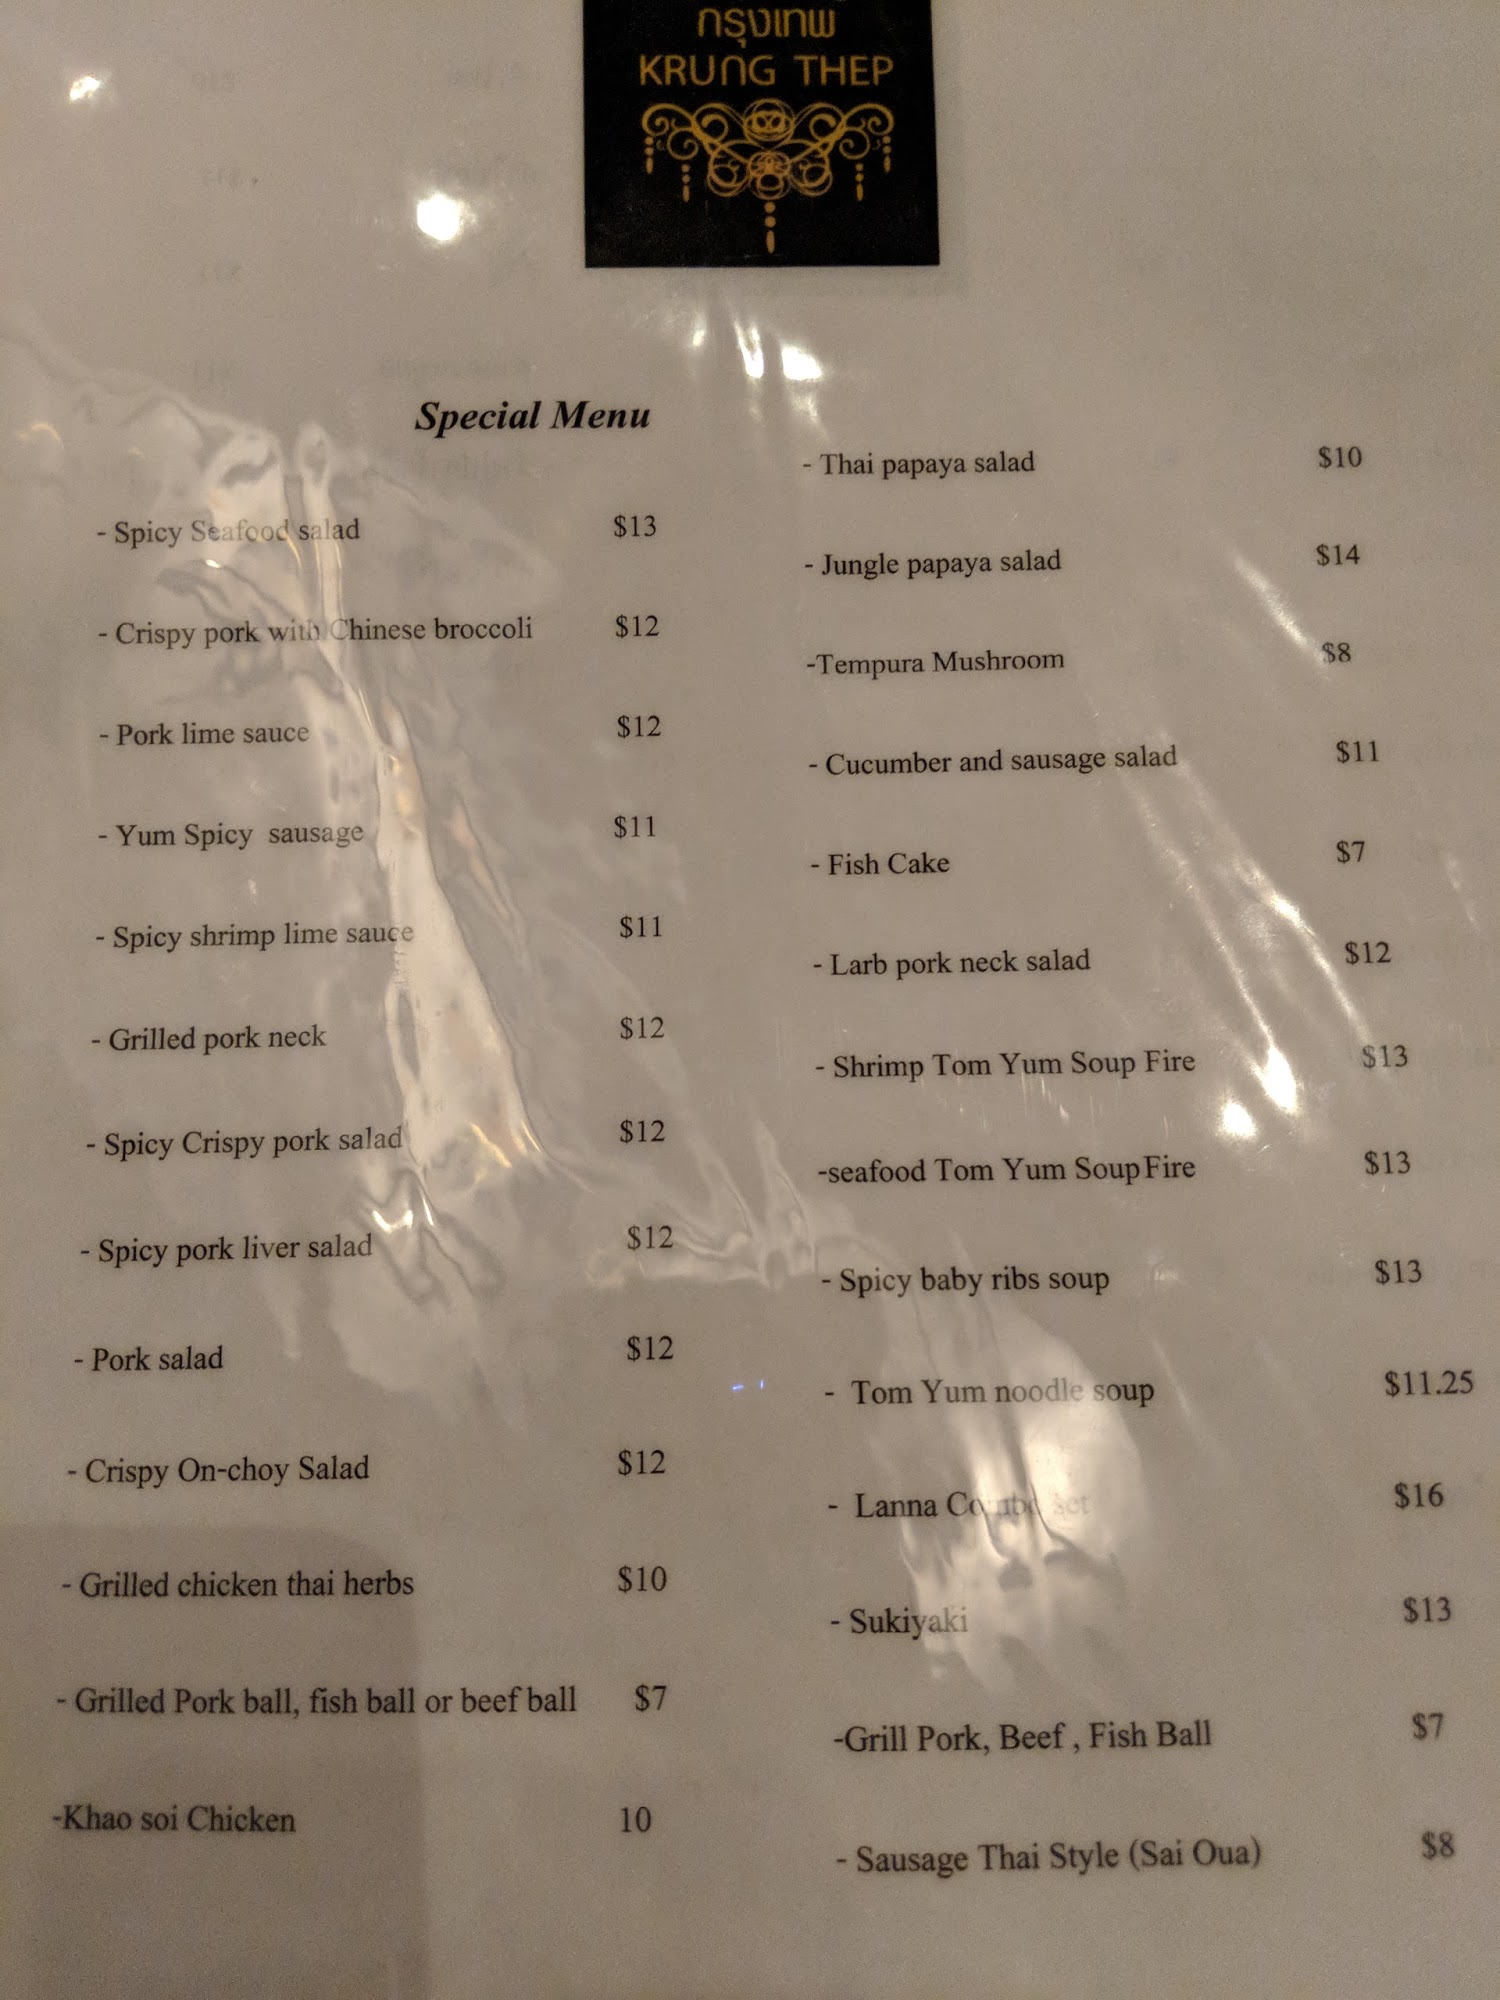 กรุงเทพ
KRUNG THEP
Special Menu
- Spicy Seafood salad $13
- Crispy pork with Chinese broccoli $12
- Pork lime sauce $12
- Yum Spicy sausage $11
- Spicy shrimp lime sauce $11
- Grilled pork neck $12
- Spicy Crispy pork salad $12
- Spicy pork liver salad $12
- Pork salad $12
- Crispy On-choy Salad $12
- Grilled chicken thai herbs $10
- Grilled Pork ball, fish ball or beef ball $7
-Khao soi Chicken 10
- Thai papaya salad $10
- Jungle papaya salad $14
-Tempura Mushroom $8
- Cucumber and sausage salad $11
- Fish Cake $7
- Larb pork neck salad $12
- Shrimp Tom Yum Soup Fire $13
-seafood Tom Yum Soup Fire $13
- Spicy baby ribs soup $13
- Tom Yum noodle soup $11.25
- Lanna Combo Set $16
- Sukiyaki $13
-Grill Pork, Beef , Fish Ball $7
- Sausage Thai Style (Sai Oua) $8